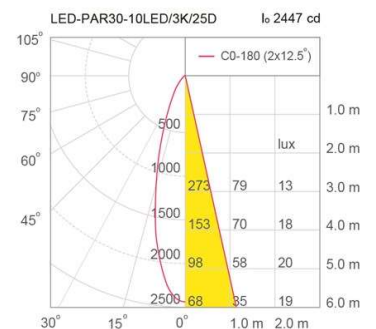 LED-PAR30-10LED/3K/25D I₀ 2447 cd
105°
C0-180 (2x12.5°)
90°
1.0 m
75°
500
lux
2.0 m
60°
1000
273 79 13 3.0 m
1500
45°
153 70 18 4.0 m
2000
98 58 20 5.0 m
2500 68 35 19 6.0 m
30° 15° 0° 1.0 m 2.0 m